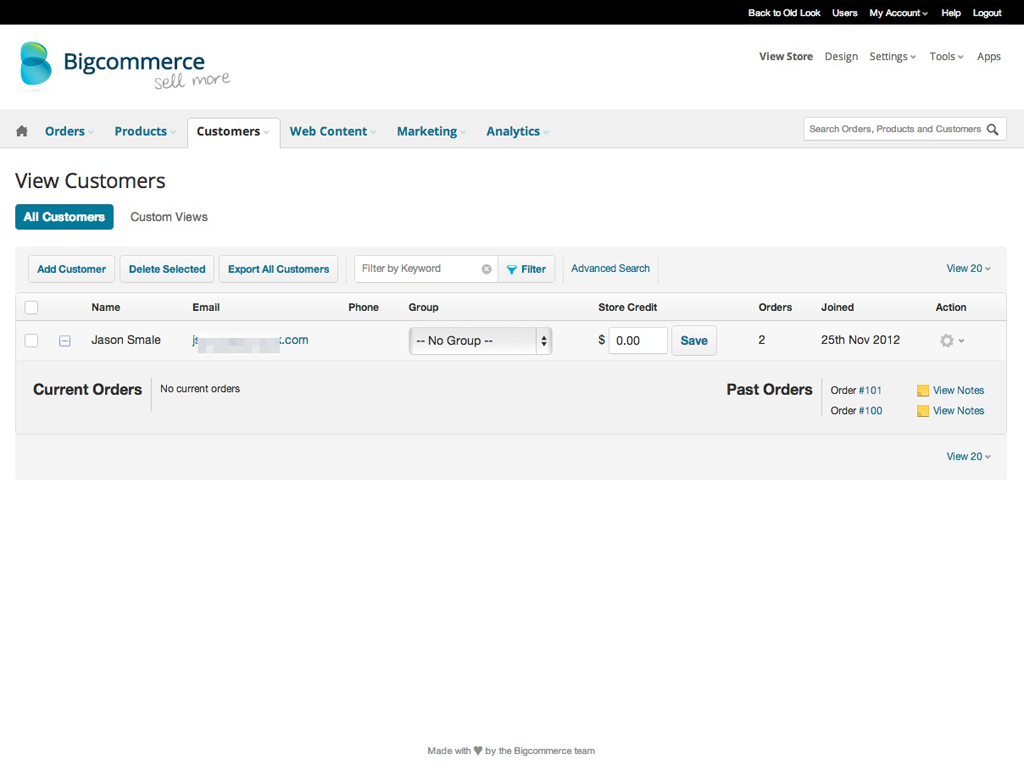 Back to Old Look Users My Account Help Logout
Bigcommerce
sell more
View Store Design Settings Tools Apps
Orders Products Customers Web Content Marketing Analytics Search Orders, Products and Customers
View Customers
All Customers Custom Views
Add Customer Delete Selected Export All Customers Filter by Keyword Filter Advanced Search View 20
Name Email Phone Group Store Credit Orders Joined Action
Jason Smale .com -- No Group -- $ 0.00 Save 2 25th Nov 2012
Current Orders No current orders Past Orders Order #101 View Notes
Order #100 View Notes
View 20
Made with ♥ by the Bigcommerce team